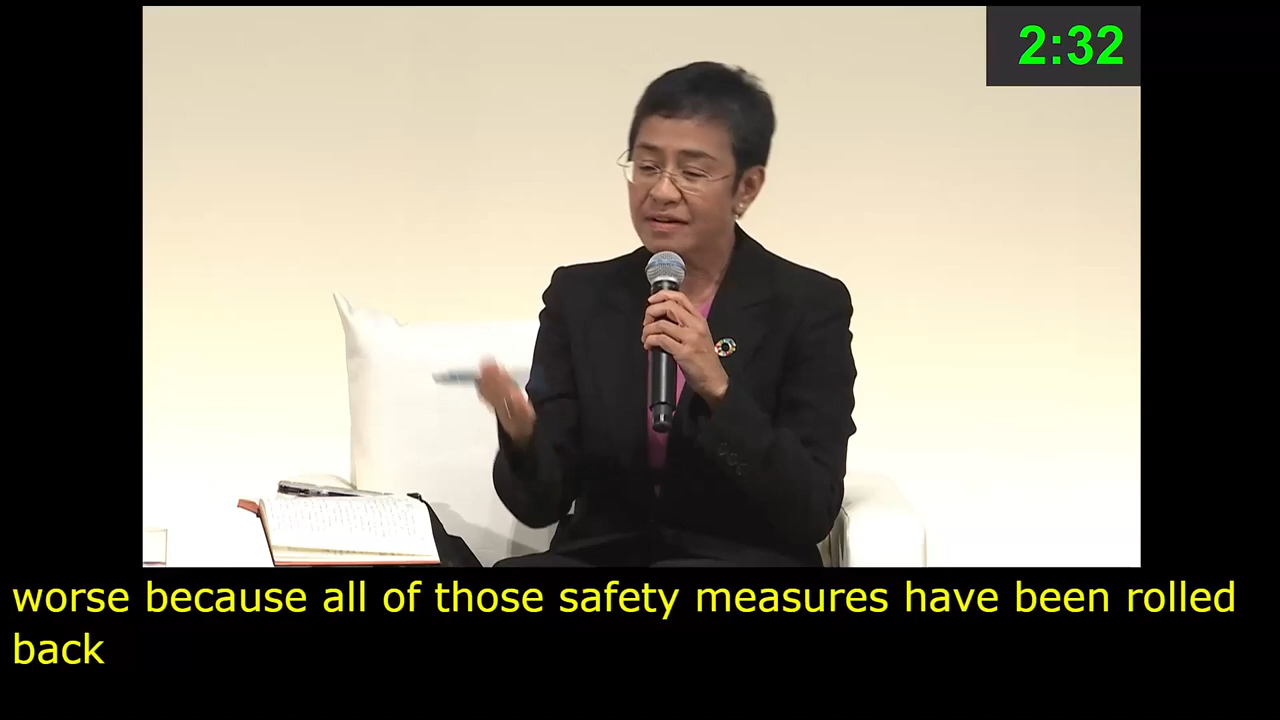 2:32
worse because all of those safety measures have been rolled
back